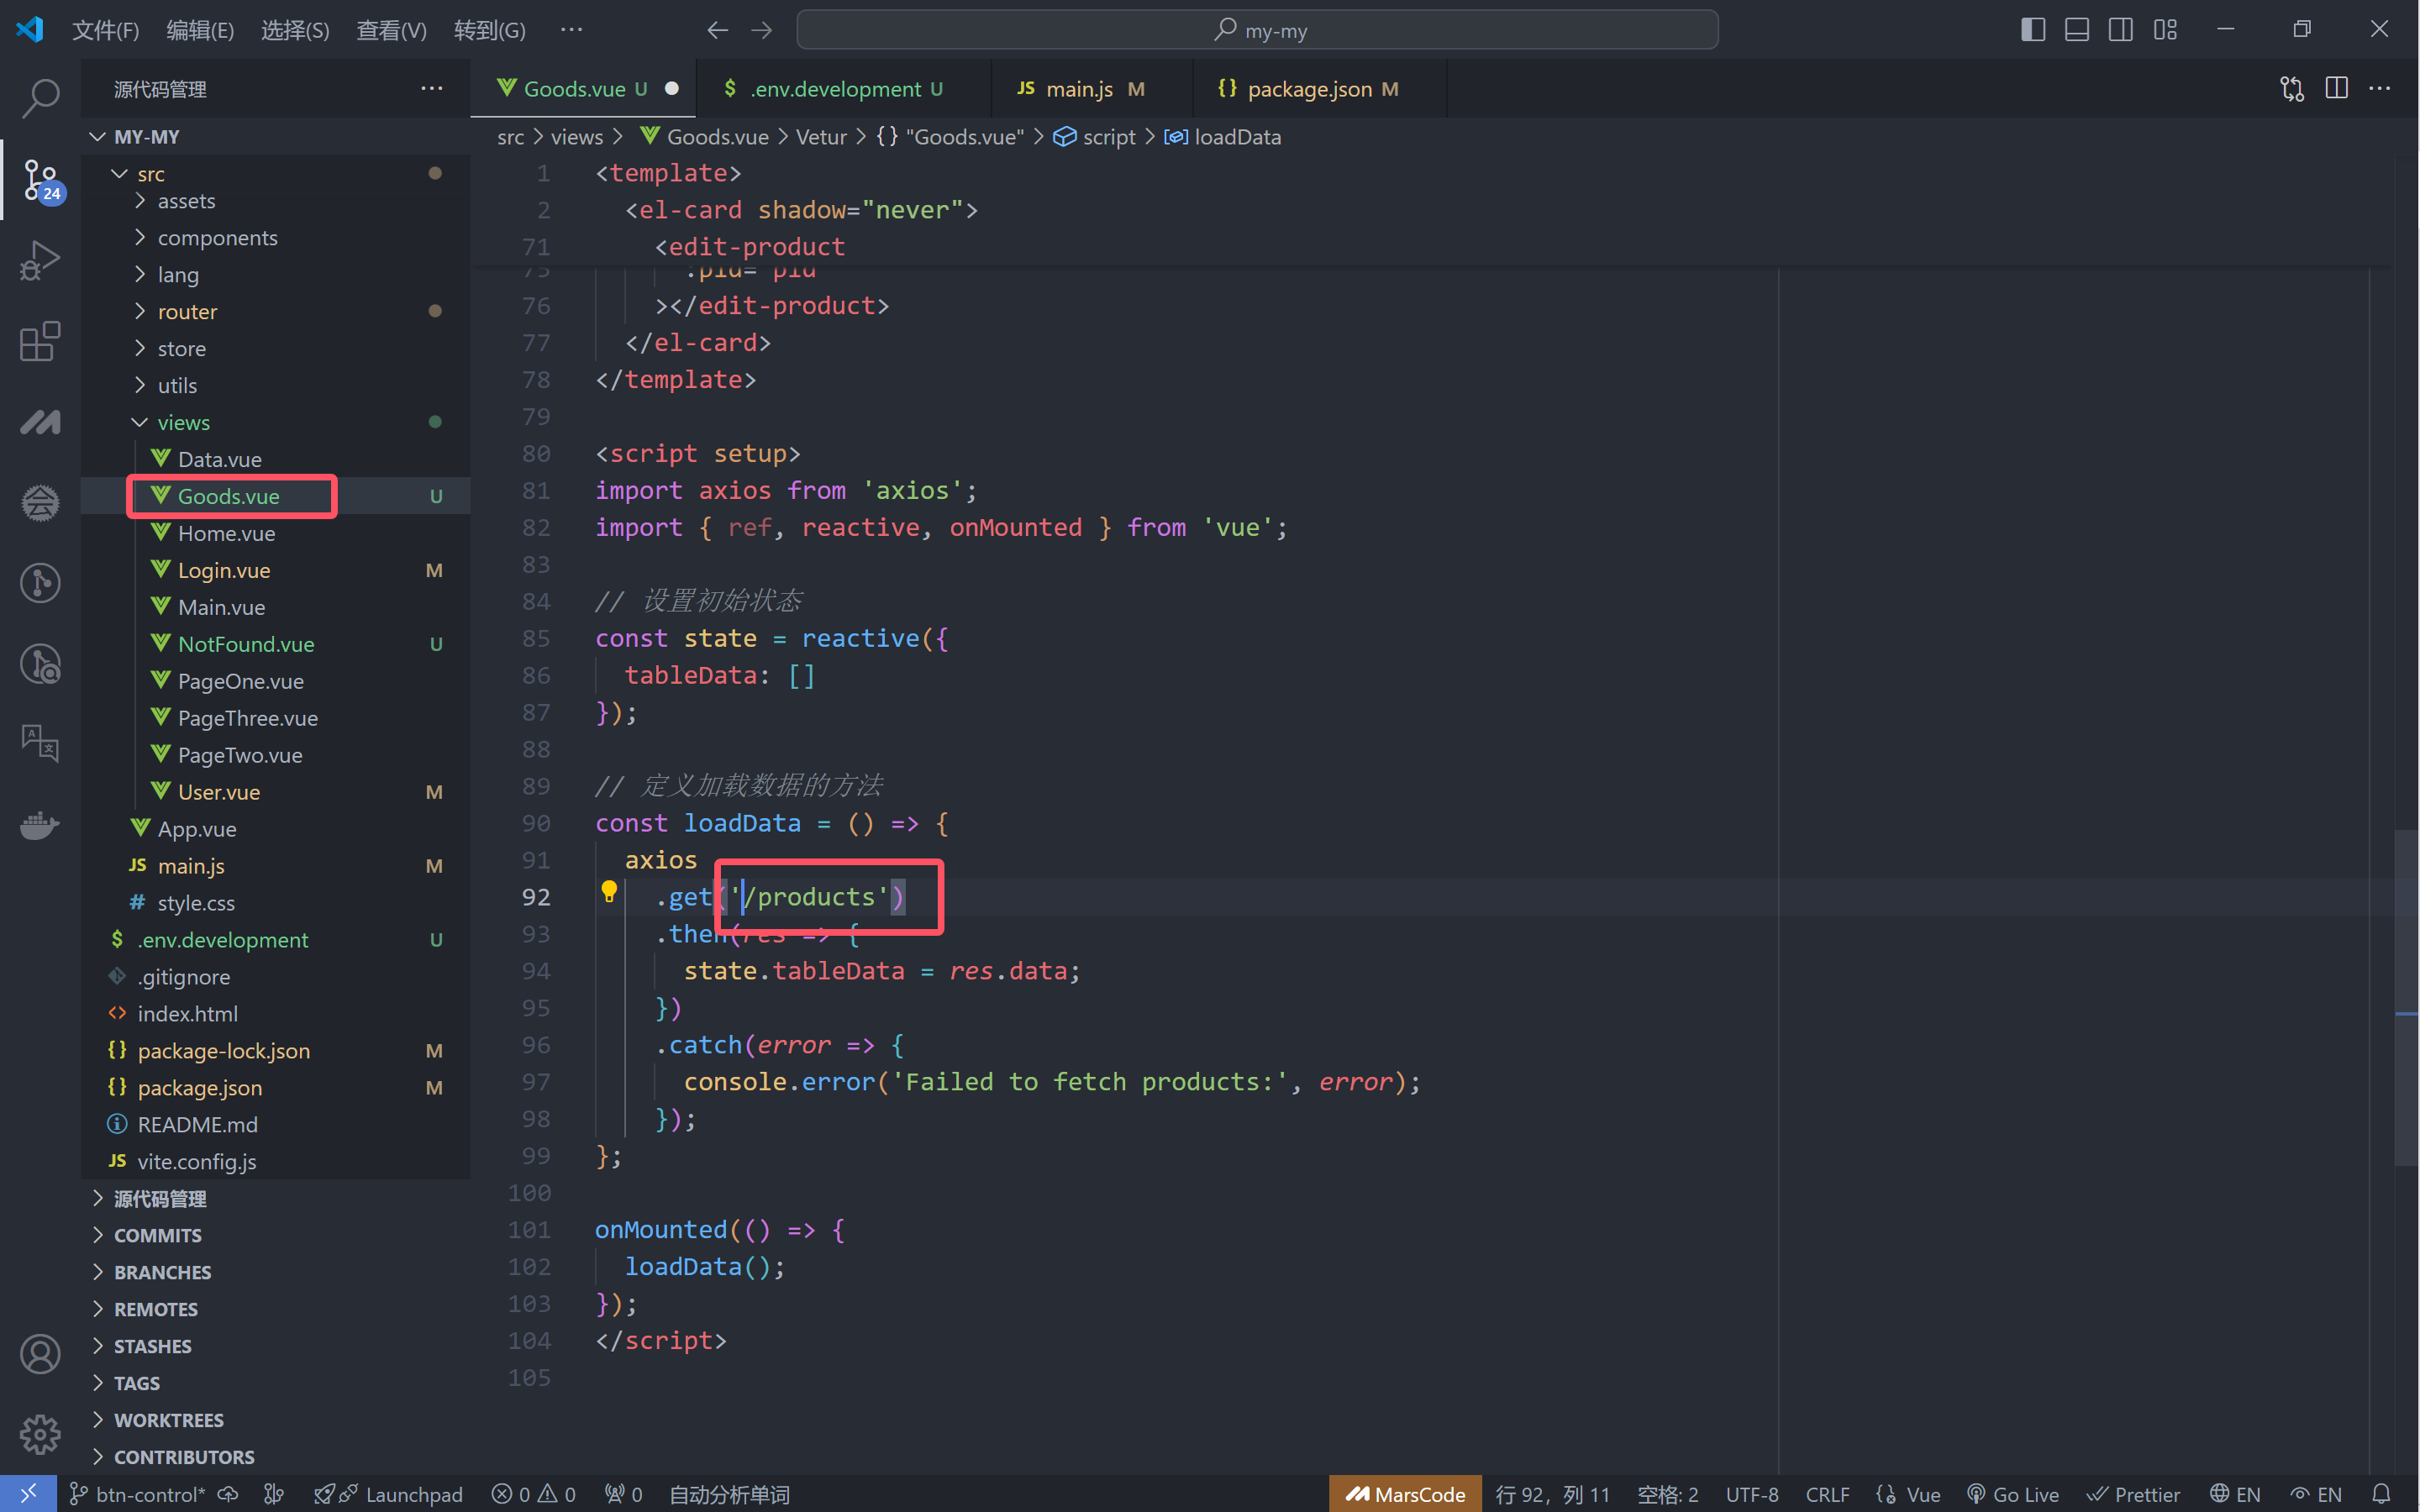 文件(F) 编辑(E) 选择(S) 查看(V) 转到(G) ··· my-my
源代码管理 ···
Goods.vue U .env.development U JS main.js M {} package.json M ···
src > views > Goods.vue > Vetur > {} "Goods.vue" > script > loadData
MY-MY
src
assets
components
lang
router
store
utils
views
Data.vue
Goods.vue U
Home.vue
Login.vue M
Main.vue
NotFound.vue U
PageOne.vue
PageThree.vue
PageTwo.vue
User.vue M
App.vue
JS main.js M
# style.css
$ .env.development U
.gitignore
<> index.html
{} package-lock.json M
{} package.json M
README.md
JS vite.config.js
源代码管理
COMMITS
BRANCHES
REMOTES
STASHES
TAGS
WORKTREES
CONTRIBUTORS
24
1 <template>
2 <el-card shadow="never">
71 <edit-product
75 :pid="pid"
76 ></edit-product>
77 </el-card>
78 </template>
79
80 <script setup>
81 import axios from 'axios';
82 import { ref, reactive, onMounted } from 'vue';
83
84 // 设置初始状态
85 const state = reactive({
86 tableData: []
87 });
88
89 // 定义加载数据的方法
90 const loadData = () => {
91 axios
92 .get('/products')
93 .then(res => {
94 state.tableData = res.data;
95 })
96 .catch(error => {
97 console.error('Failed to fetch products:', error);
98 });
99 };
100
101 onMounted(() => {
102 loadData();
103 });
104 </script>
105
btn-control* Launchpad 0 0 0 自动分析单词 MarsCode 行 92，列 11 空格: 2 UTF-8 CRLF Vue Go Live Prettier EN EN